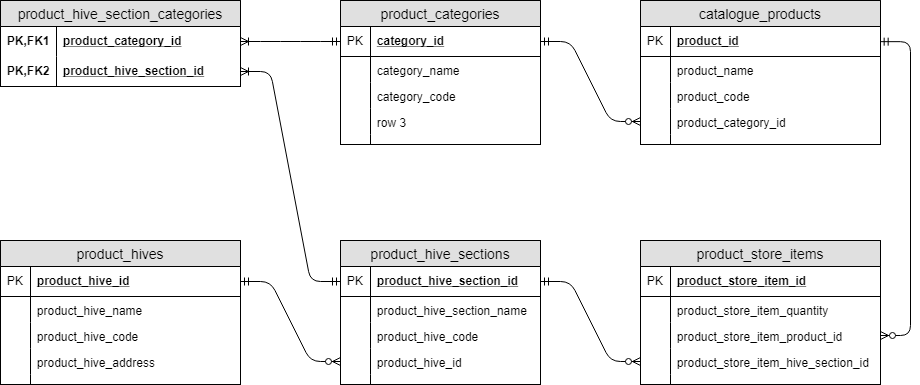 product_hive_section_categories
PK,FK1 product_category_id
PK,FK2 product_hive_section_id
product_categories
PK category_id
category_name
category_code
row 3
catalogue_products
PK product_id
product_name
product_code
product_category_id
product_hives
PK product_hive_id
product_hive_name
product_hive_code
product_hive_address
product_hive_sections
PK product_hive_section_id
product_hive_section_name
product_hive_code
product_hive_id
product_store_items
PK product_store_item_id
product_store_item_quantity
product_store_item_product_id
product_store_item_hive_section_id